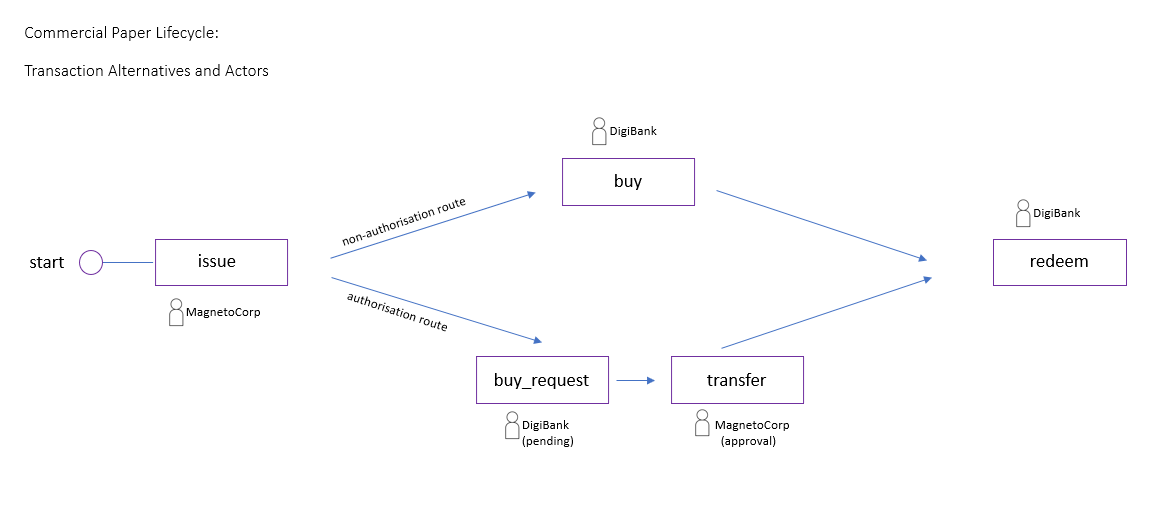 Commercial Paper Lifecycle:
Transaction Alternatives and Actors
DigiBank
buy
non-authorisation route
DigiBank
start
issue
redeem
MagnetoCorp
authorisation route
buy_request
transfer
DigiBank
(pending)
MagnetoCorp
(approval)